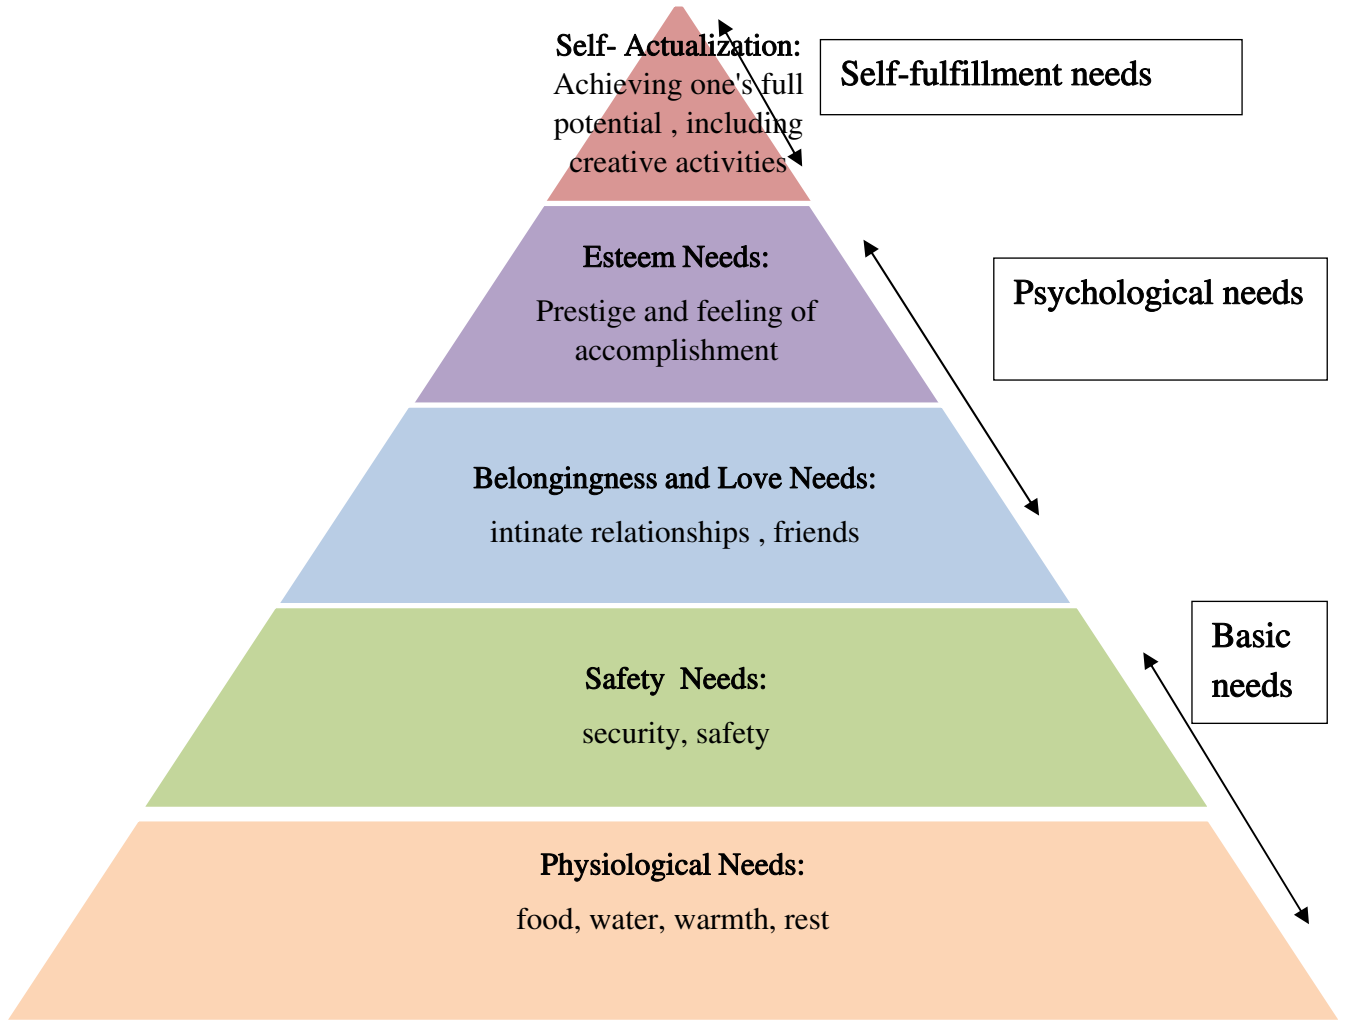 Self- Actualization:
Achieving one's full
potential , including
creative activities
Self-fulfillment needs
Esteem Needs:
Prestige and feeling of
accomplishment
Psychological needs
Belongingness and Love Needs:
intinate relationships , friends
Safety  Needs:
security, safety
Basic
needs
Physiological Needs:
food, water, warmth, rest